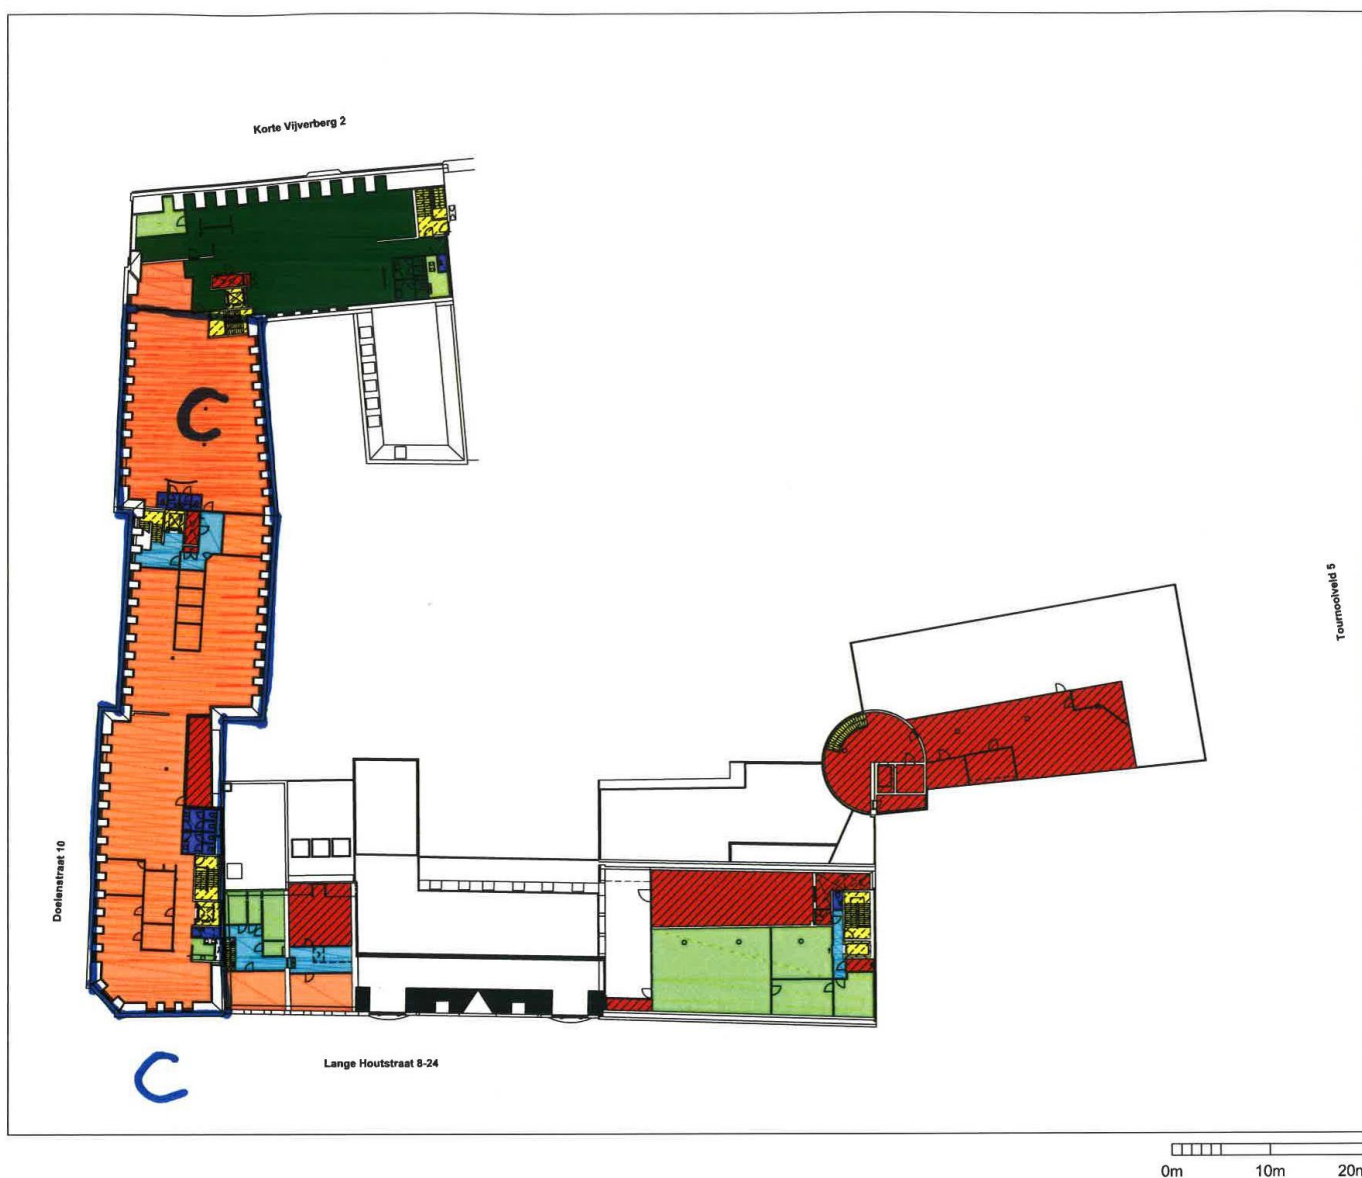 Korte Vijverberg 2
C
Tournooiveld 5
Doelenstraat 10
Lange Houtstraat 8-24
C
0m 10m 20m